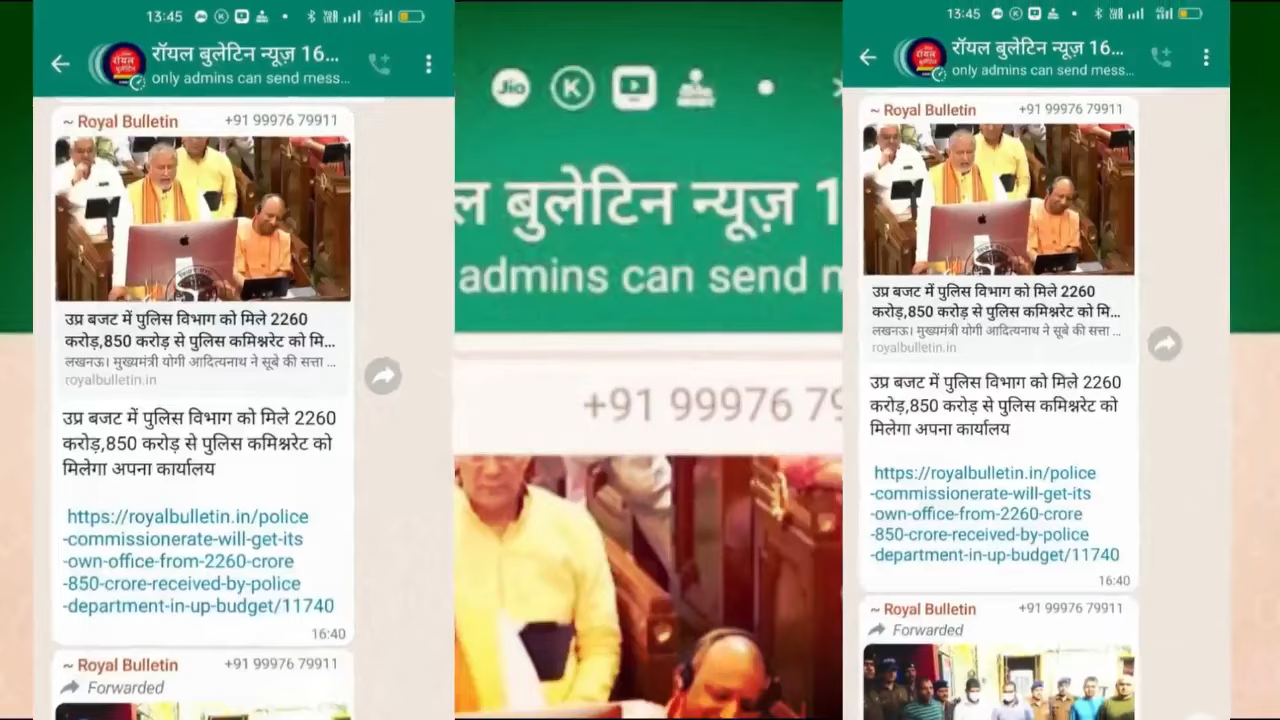 13:45
रॉयल बुलेटिन न्यूज़ 16...
only admins can send mess...
~ Royal Bulletin +91 99976 79911
उप्र बजट में पुलिस विभाग को मिले 2260
करोड़,850 करोड़ से पुलिस कमिश्नरेट को मि...
लखनऊ। मुख्यमंत्री योगी आदित्यनाथ ने सूबे की सत्ता ...
royalbulletin.in
उप्र बजट में पुलिस विभाग को मिले 2260
करोड़,850 करोड़ से पुलिस कमिश्नरेट को
मिलेगा अपना कार्यालय
https://royalbulletin.in/police
-commissionerate-will-get-its
-own-office-from-2260-crore
-850-crore-received-by-police
-department-in-up-budget/11740
16:40
~ Royal Bulletin +91 99976 79911
Forwarded
Jio K
ल बुलेटिन न्यूज़ 1
admins can send m
+91 99976 79
13:45
रॉयल बुलेटिन न्यूज़ 16...
only admins can send mess...
~ Royal Bulletin +91 99976 79911
उप्र बजट में पुलिस विभाग को मिले 2260
करोड़,850 करोड़ से पुलिस कमिश्नरेट को मि...
लखनऊ। मुख्यमंत्री योगी आदित्यनाथ ने सूबे की सत्ता ...
royalbulletin.in
उप्र बजट में पुलिस विभाग को मिले 2260
करोड़,850 करोड़ से पुलिस कमिश्नरेट को
मिलेगा अपना कार्यालय
https://royalbulletin.in/police
-commissionerate-will-get-its
-own-office-from-2260-crore
-850-crore-received-by-police
-department-in-up-budget/11740
16:40
~ Royal Bulletin +91 99976 79911
Forwarded